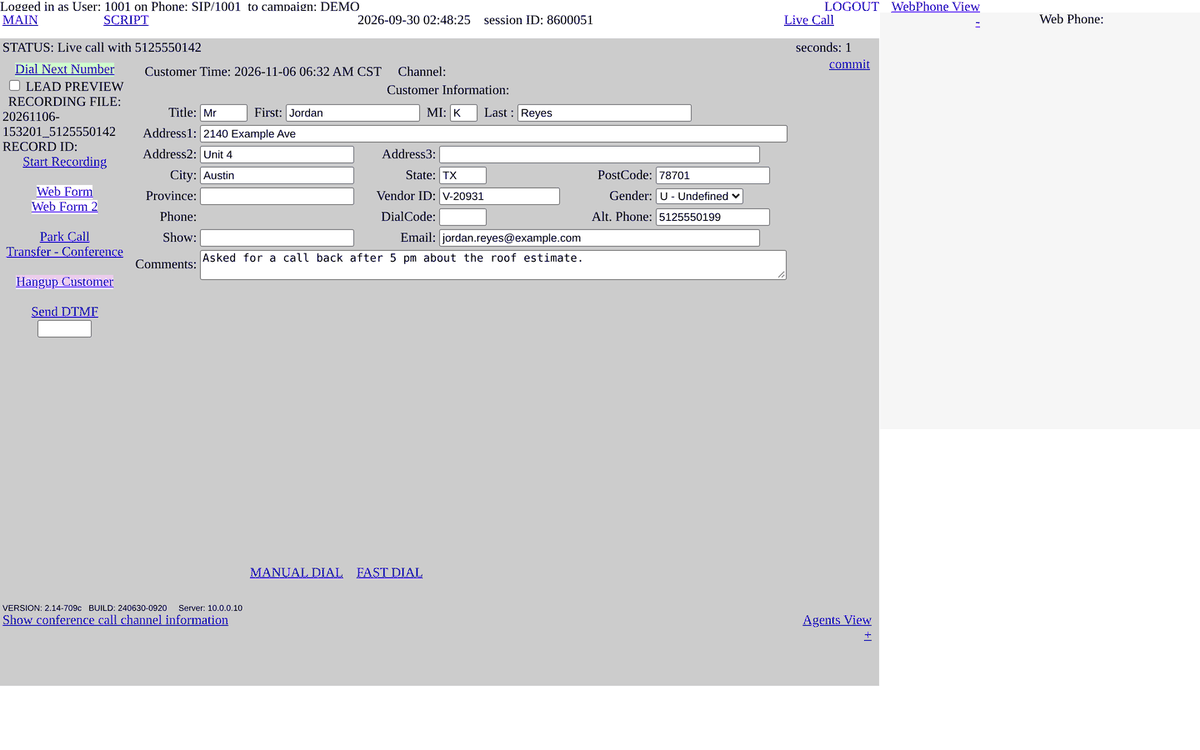 Logged in as User: 1001 on Phone: SIP/1001 to campaign: DEMO LOGOUT WebPhone View
MAIN SCRIPT 2026-09-30 02:48:25 session ID: 8600051 Live Call - Web Phone:
STATUS: Live call with 5125550142 seconds: 1
Dial Next Number Customer Time: 2026-11-06 06:32 AM CST Channel: commit
LEAD PREVIEW Customer Information:
RECORDING FILE:
20261106-
153201_5125550142
RECORD ID:
Start Recording
Web Form
Web Form 2
Park Call
Transfer - Conference
Hangup Customer
Send DTMF
Title: Mr First: Jordan MI: K Last : Reyes
Address1: 2140 Example Ave
Address2: Unit 4 Address3:
City: Austin State: TX PostCode: 78701
Province: Vendor ID: V-20931 Gender: U - Undefined
Phone: DialCode: Alt. Phone: 5125550199
Show: Email: jordan.reyes@example.com
Comments: Asked for a call back after 5 pm about the roof estimate.
MANUAL DIAL FAST DIAL
VERSION: 2.14-709c BUILD: 240630-0920 Server: 10.0.0.10
Show conference call channel information Agents View
+